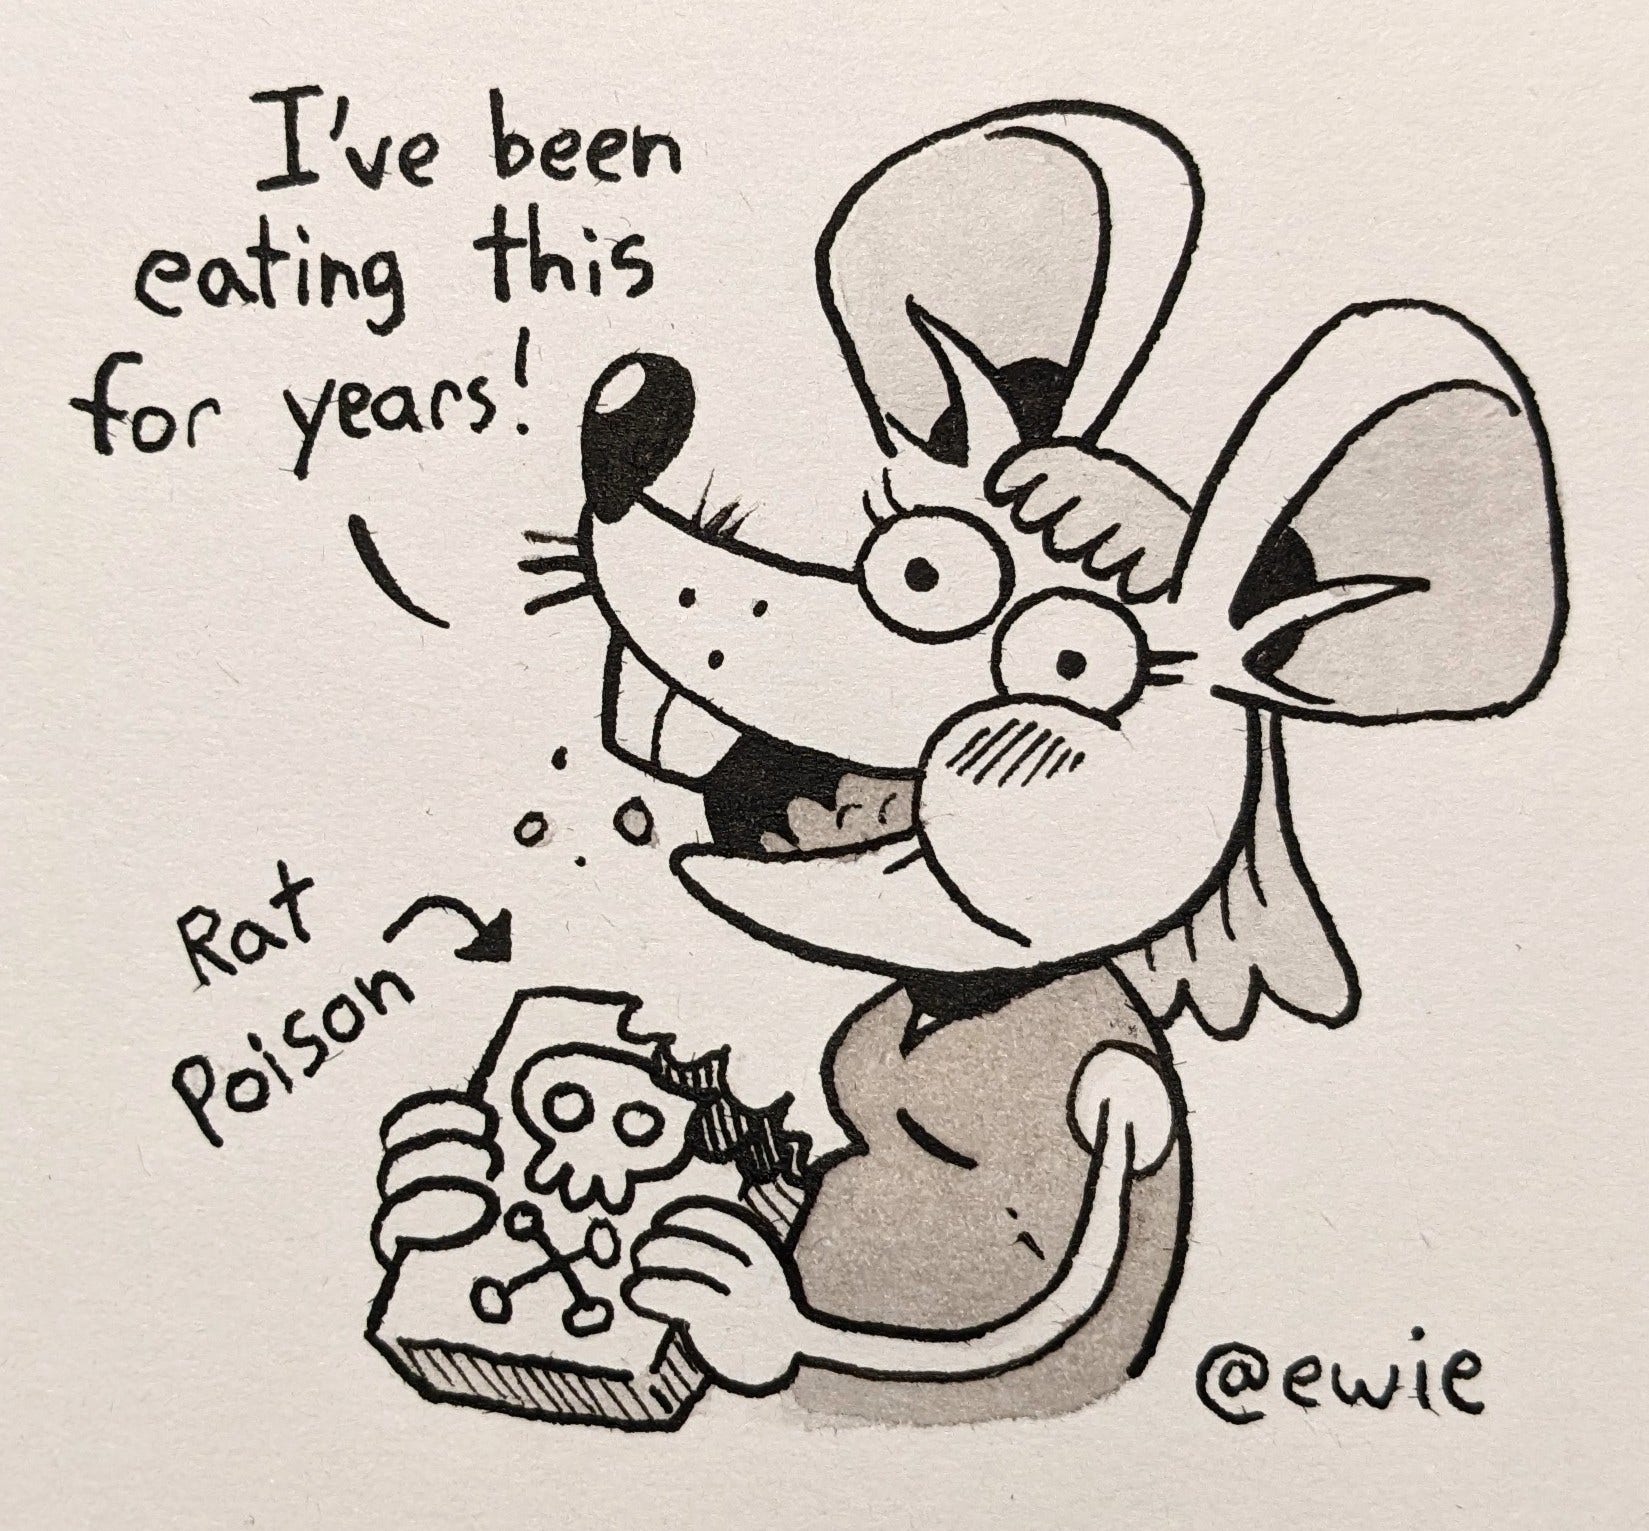 I've been
eating this
for years!
Rat
Poison
@ewie